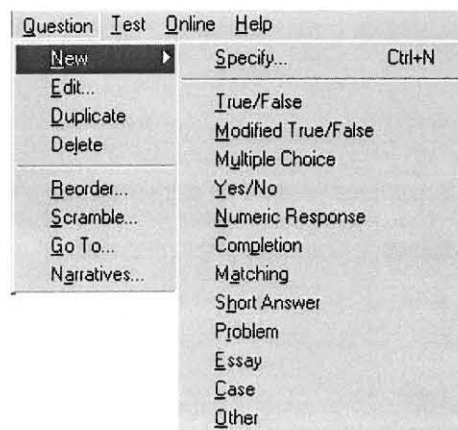 Question Test Online Help
New
Edit...
Duplicate
Delete
Reorder...
Scramble...
Go To...
Narratives...
Specify... Ctrl+N
True/False
Modified True/False
Multiple Choice
Yes/No
Numeric Response
Completion
Matching
Short Answer
Problem
Essay
Case
Other